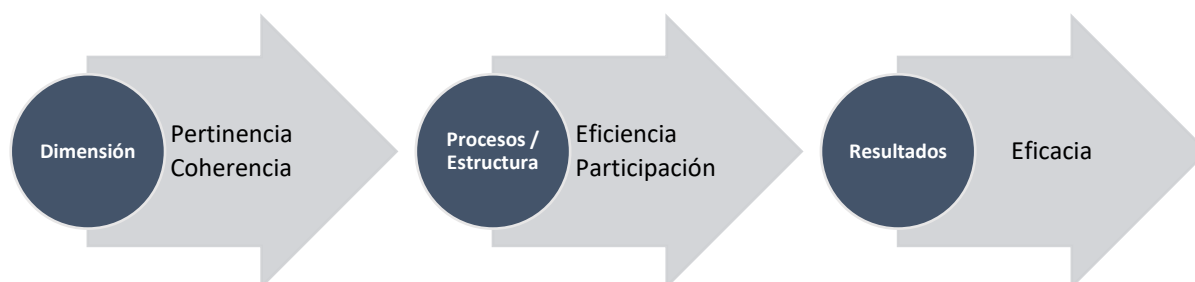 Dimensión
Pertinencia
Coherencia
Procesos /
Estructura
Eficiencia
Participación
Resultados
Eficacia